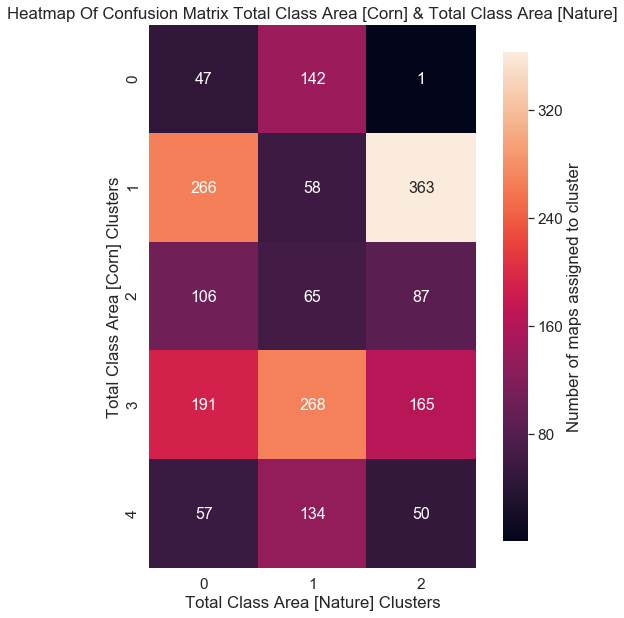 Heatmap Of Confusion Matrix Total Class Area [Corn] & Total Class Area [Nature]
0 47 142 1
1 266 58 363
2 106 65 87
3 191 268 165
4 57 134 50
0 1 2
Total Class Area [Nature] Clusters
Total Class Area [Corn] Clusters
320
240
160
80
Number of maps assigned to cluster